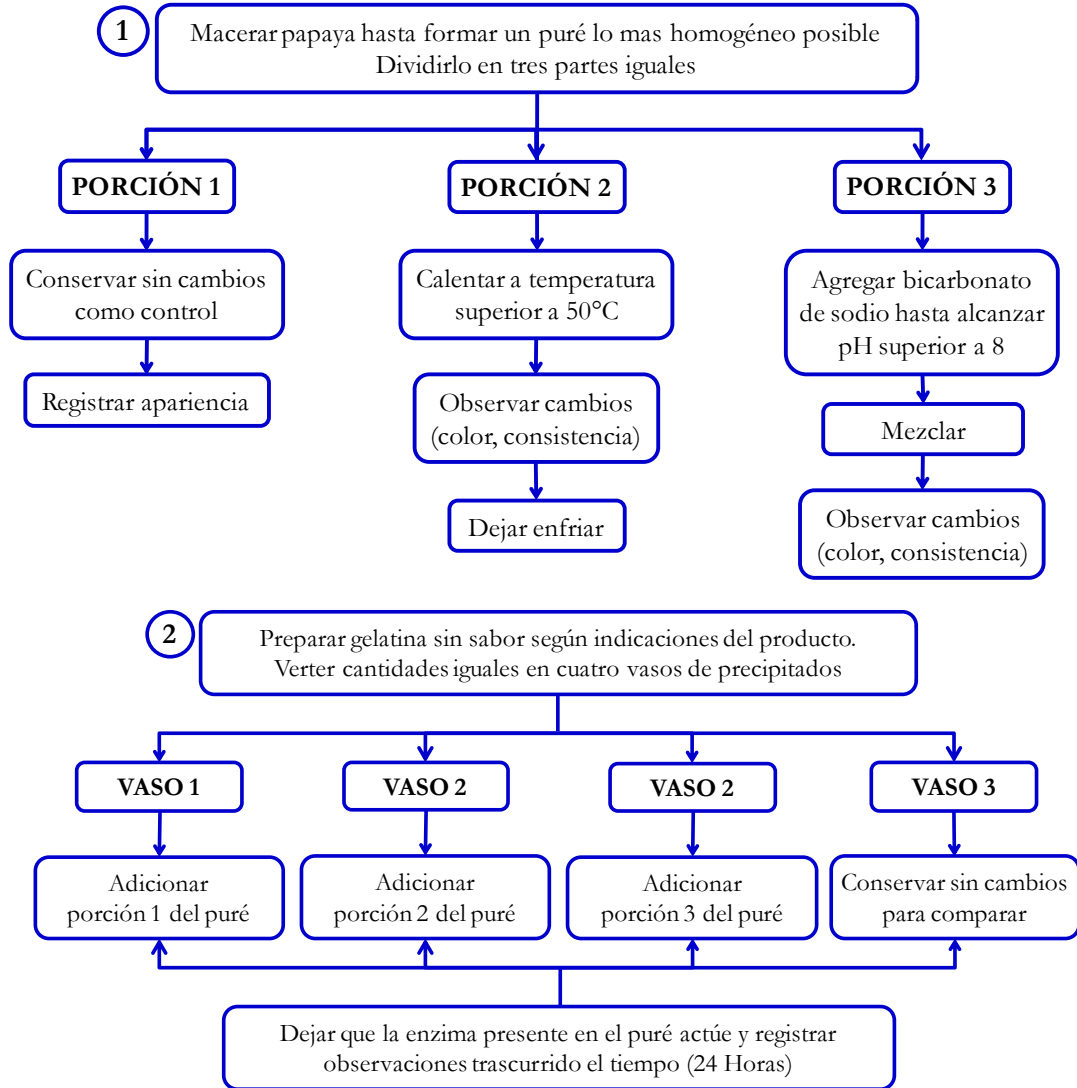 1
Macerar papaya hasta formar un puré lo mas homogéneo posible
Dividirlo en tres partes iguales
PORCIÓN 1
PORCIÓN 2
PORCIÓN 3
Conservar sin cambios
como control
Calentar a temperatura
superior a 50°C
Agregar bicarbonato
de sodio hasta alcanzar
pH superior a 8
Registrar apariencia
Observar cambios
(color, consistencia)
Mezclar
Dejar enfriar
Observar cambios
(color, consistencia)
2
Preparar gelatina sin sabor según indicaciones del producto.
Verter cantidades iguales en cuatro vasos de precipitados
VASO 1
VASO 2
VASO 2
VASO 3
Adicionar
porción 1 del puré
Adicionar
porción 2 del puré
Adicionar
porción 3 del puré
Conservar sin cambios
para comparar
Dejar que la enzima presente en el puré actúe y registrar
observaciones trascurrido el tiempo (24 Horas)